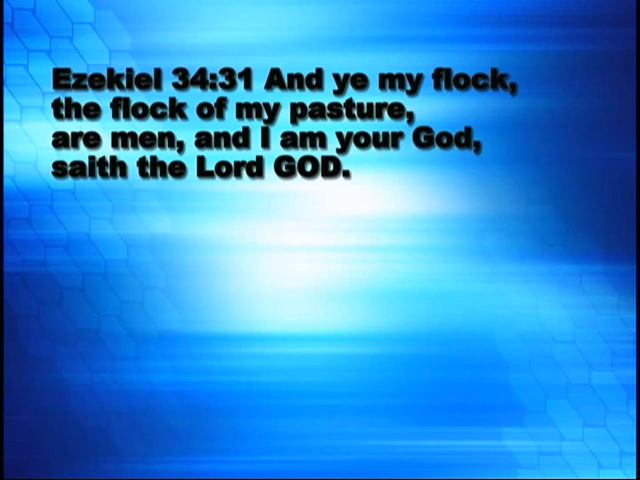 Ezekiel 34:31 And ye my flock,
the flock of my pasture,
are men, and I am your God,
saith the Lord GOD.